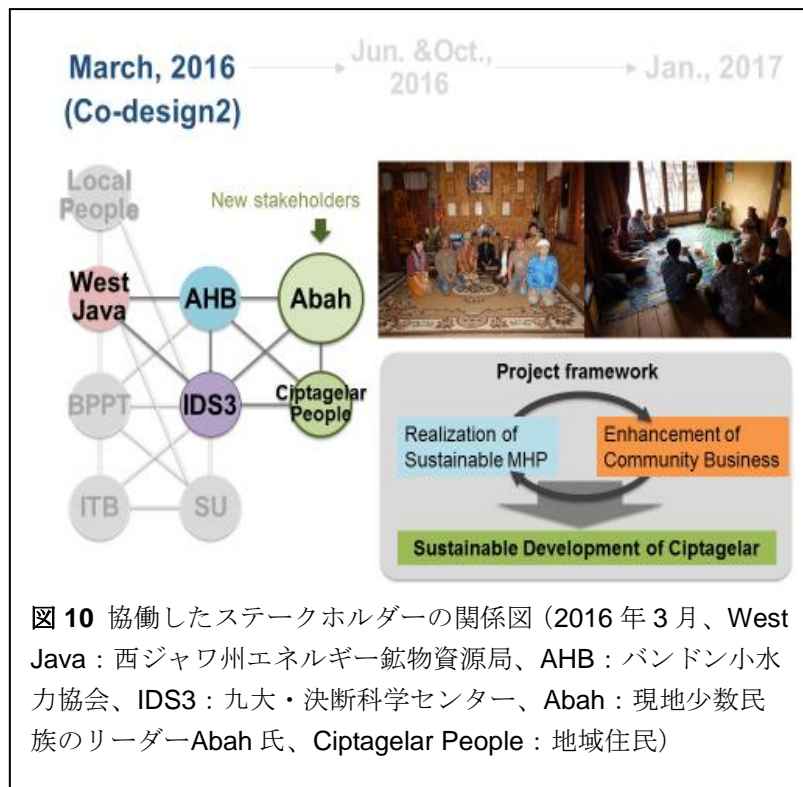 March, 2016
(Co-design2)
Jun. &Oct.,
2016
Jan., 2017
Local
People
New stakeholders
West
Java
AHB
Abah
BPPT
IDS3
Ciptagelar
People
ITB
SU
Project framework
Realization of
Sustainable MHP
Enhancement of
Community Business
Sustainable Development of Ciptagelar
図 10 協働したステークホルダーの関係図（2016 年 3 月、West
Java：西ジャワ州エネルギー鉱物資源局、AHB：バンドン小水
力協会、IDS3：九大・決断科学センター、Abah：現地少数民
族のリーダーAbah 氏、Ciptagelar People：地域住民）